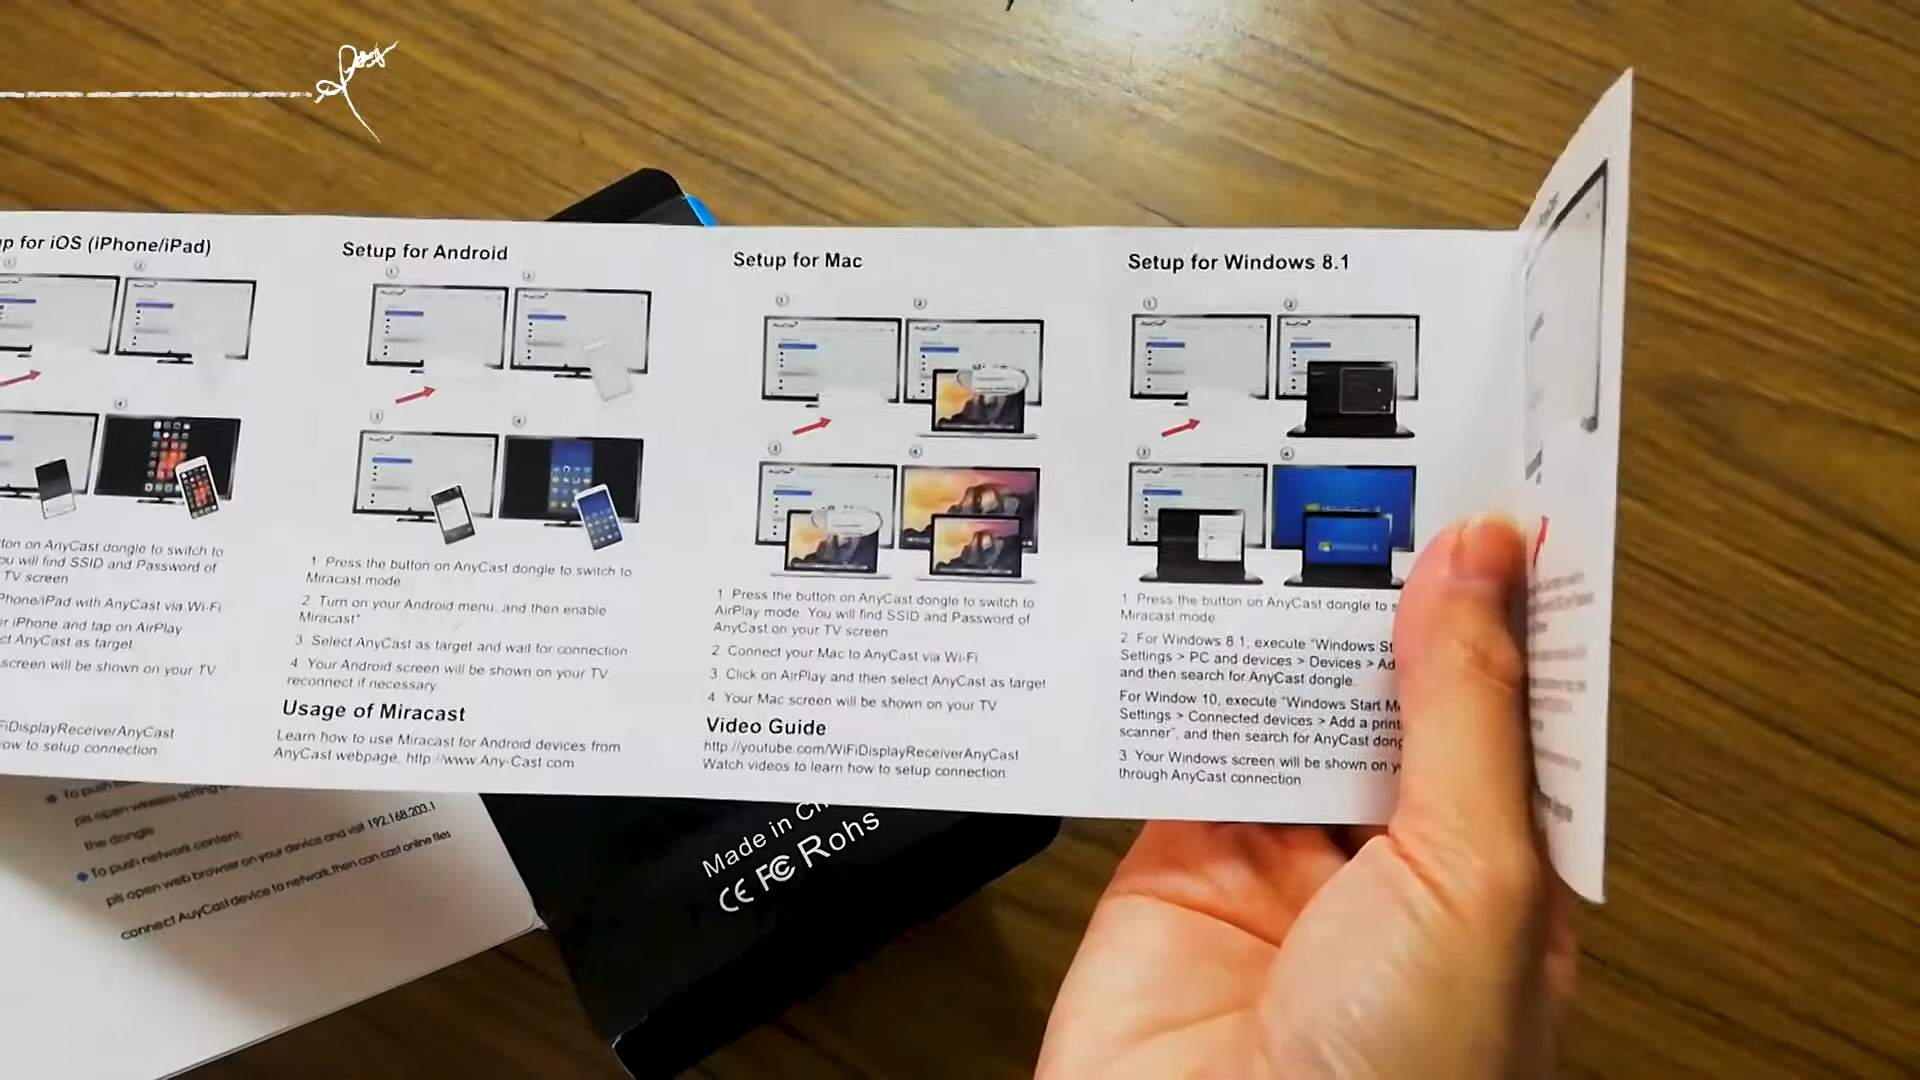 p for iOS (iPhone/iPad)
ton on AnyCast dongle to switch to
ou will find SSID and Password of
TV screen
Phone/iPad with AnyCast via Wi-Fi
r iPhone and tap on AirPlay
ct AnyCast as target
screen will be shown on your TV
FiDisplayReceiverAnyCast
ow to setup connection
Setup for Android
1 Press the button on AnyCast dongle to switch to
Miracast mode
2 Turn on your Android menu, and then enable
Miracast*
3 Select AnyCast as target and wait for connection
4 Your Android screen will be shown on your TV,
reconnect if necessary
Usage of Miracast
Learn how to use Miracast for Android devices from
AnyCast webpage, http://www.Any-Cast.com
Setup for Mac
1 Press the button on AnyCast dongle to switch to
AirPlay mode You will find SSID and Password of
AnyCast on your TV screen
2 Connect your Mac to AnyCast via Wi-Fi
3 Click on AirPlay and then select AnyCast as target
4 Your Mac screen will be shown on your TV
Video Guide
http://youtube.com/WiFiDisplayReceiverAnyCast
Watch videos to learn how to setup connection
Setup for Windows 8.1
1 Press the button on AnyCast dongle to s
Miracast mode
2 For Windows 8 1, execute "Windows St
Settings > PC and devices > Devices > Ad
and then search for AnyCast dongle.
For Window 10, execute "Windows Start M
Settings > Connected devices > Add a print
scanner", and then search for AnyCast dong
3. Your Windows screen will be shown on y
through AnyCast connection.
To push
pls open wireless setting
the dongle
To push network content:
pls open web browser on your device and visit 192.168.203.1
connect AuyCast device to network,then can cast online files
Made in Ch
CE FC Rohs